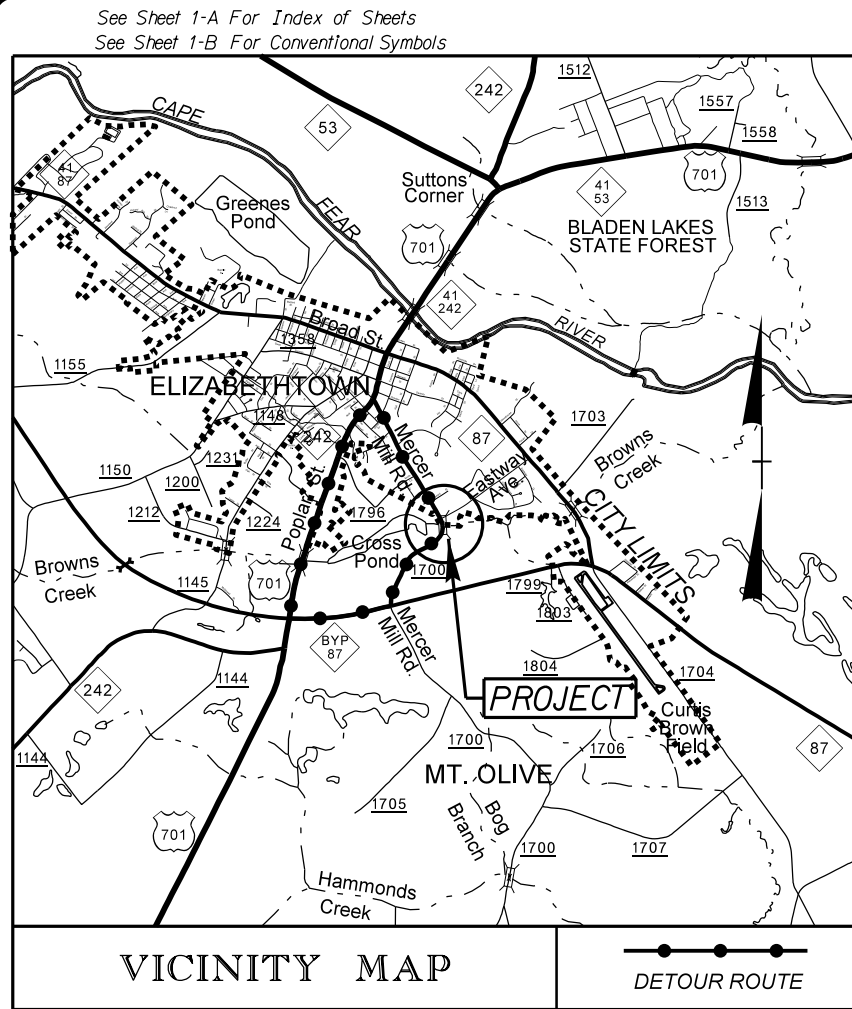 See Sheet 1-A For Index of Sheets
See Sheet 1-B For Conventional Symbols
CAPE
53
242
1512
1557
1558
41
87
Greenes
Pond
FEAR
Suttons
Corner
41
53
701
1513
BLADEN LAKES
STATE FOREST
701
41
242
RIVER
Broad St.
1358
1155
ELIZABETHTOWN
1148
242
Mercer
Mill Rd.
87
1703
Browns
Creek
1231
1150
1200
1212
1224
Poplar St
1796
Eastway
Ave
CITY LIMITS
Cross
Pond
Browns
Creek
1145
701
1700
1799
1803
BYP
87
Mercer
Mill Rd.
1804
1704
242
1144
PROJECT
Curtis
Brown
Field
1144
1700
1706
87
MT. OLIVE
1705
Bog
Branch
701
1700
1707
Hammonds
Creek
VICINITY MAP
DETOUR ROUTE